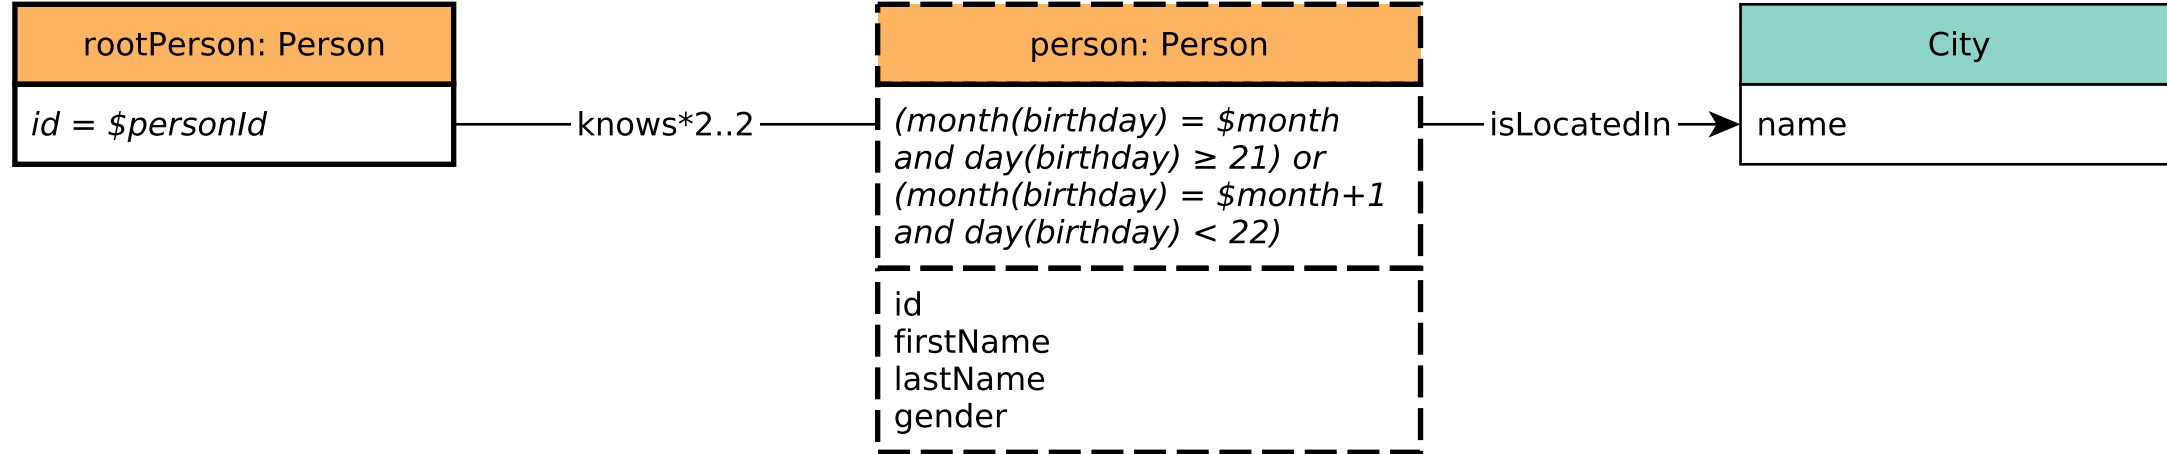 rootPerson: Person
id = $personId
knows*2..2
person: Person
(month(birthday) = $month
and day(birthday) ≥ 21) or
(month(birthday) = $month+1
and day(birthday) < 22)
id
firstName
lastName
gender
isLocatedIn
City
name